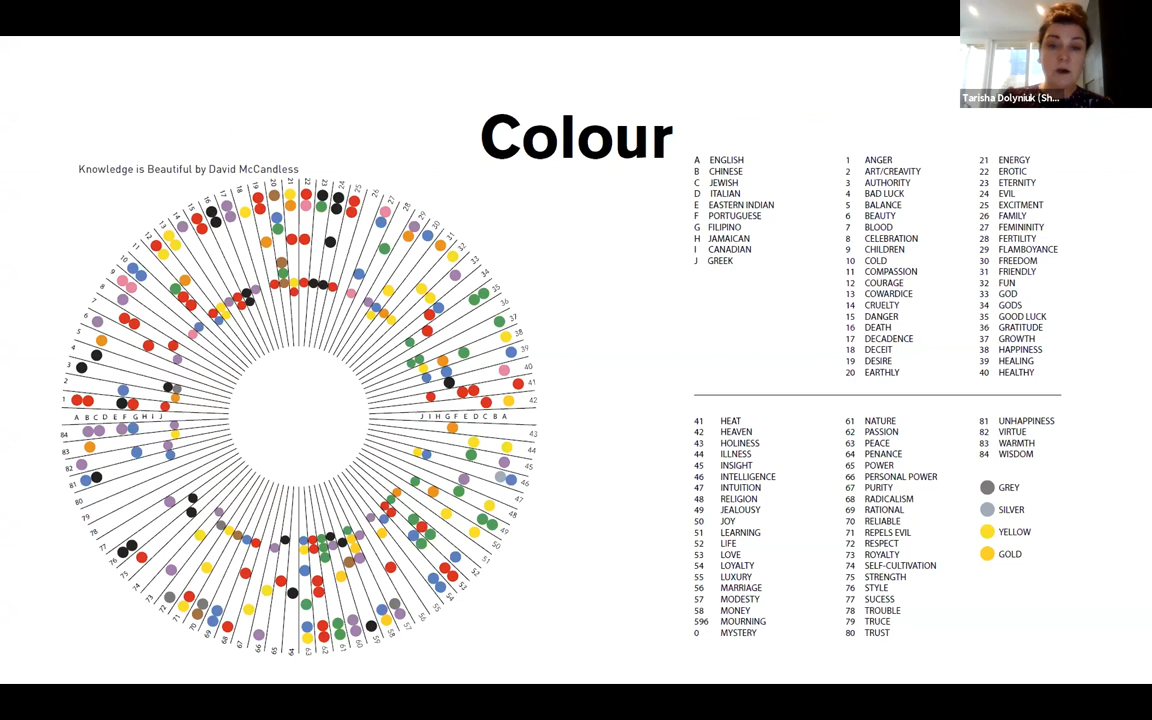 Tarisha Dolyniuk (Sh...
Colour
Knowledge is Beautiful by David McCandless
A ENGLISH
B CHINESE
C JEWISH
D ITALIAN
E EASTERN INDIAN
F PORTUGUESE
G FILIPINO
H JAMAICAN
I CANADIAN
J GREEK
1 ANGER
2 ART/CREAVITY
3 AUTHORITY
4 BAD LUCK
5 BALANCE
6 BEAUTY
7 BLOOD
8 CELEBRATION
9 CHILDREN
10 COLD
11 COMPASSION
12 COURAGE
13 COWARDICE
14 CRUELTY
15 DANGER
16 DEATH
17 DECADENCE
18 DECEIT
19 DESIRE
20 EARTHLY
21 ENERGY
22 EROTIC
23 ETERNITY
24 EVIL
25 EXCITMENT
26 FAMILY
27 FEMININITY
28 FERTILITY
29 FLAMBOYANCE
30 FREEDOM
31 FRIENDLY
32 FUN
33 GOD
34 GODS
35 GOOD LUCK
36 GRATITUDE
37 GROWTH
38 HAPPINESS
39 HEALING
40 HEALTHY
41 HEAT
42 HEAVEN
43 HOLINESS
44 ILLNESS
45 INSIGHT
46 INTELLIGENCE
47 INTUITION
48 RELIGION
49 JEALOUSY
50 JOY
51 LEARNING
52 LIFE
53 LOVE
54 LOYALTY
55 LUXURY
56 MARRIAGE
57 MODESTY
58 MONEY
596 MOURNING
0 MYSTERY
61 NATURE
62 PASSION
63 PEACE
64 PENANCE
65 POWER
66 PERSONAL POWER
67 PURITY
68 RADICALISM
69 RATIONAL
70 RELIABLE
71 REPELS EVIL
72 RESPECT
73 ROYALTY
74 SELF-CULTIVATION
75 STRENGTH
76 STYLE
77 SUCESS
78 TROUBLE
79 TRUCE
80 TRUST
81 UNHAPPINESS
82 VIRTUE
83 WARMTH
84 WISDOM
GREY
SILVER
YELLOW
GOLD
A B C D E F G H I J
J I H G F E D C B A